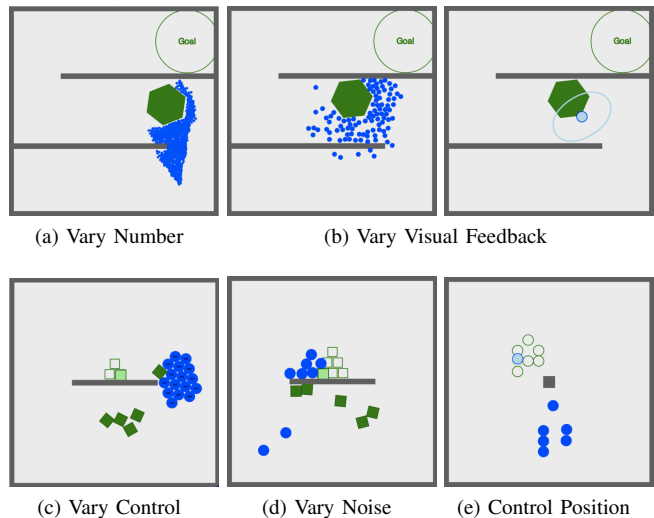 Goal
Goal
Goal
(a) Vary Number
(b) Vary Visual Feedback
(c) Vary Control
(d) Vary Noise
(e) Control Position